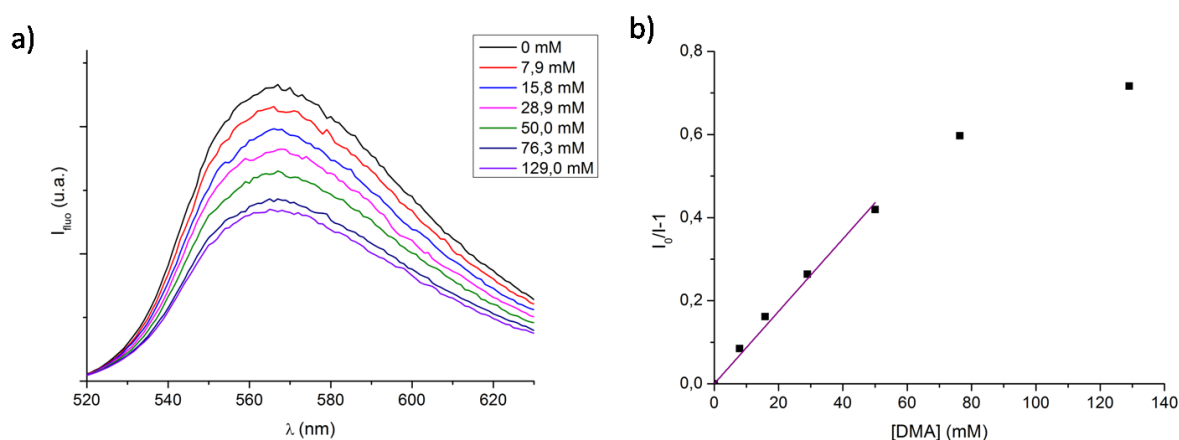 a)
I fluo (u.a.)
0 mM
7,9 mM
15,8 mM
28,9 mM
50,0 mM
76,3 mM
129,0 mM
520 540 560 580 600 620
λ (nm)
b)
I₀/I-1
0,8
0,6
0,4
0,2
0,0
0 20 40 60 80 100 120 140
[DMA] (mM)